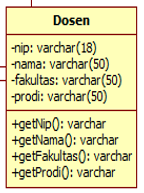 Dosen
-nip: varchar(18)
-nama: varchar(50)
-fakultas: varchar(50)
-prodi: varchar(50)
+getNip(): varchar
+getNama(): varchar
+getFakultas(): varchar
+getProdi(): varchar